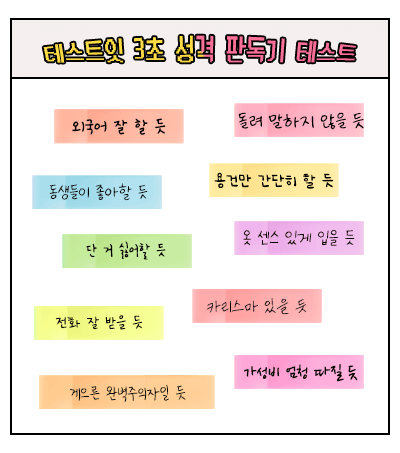 테스트잇 3초 성격 판독기 테스트
외국어 잘 할 듯
돌려 말하지 않을 듯
동생들이 좋아할 듯
용건만 간단히 할 듯
단 거 싫어할 듯
옷 센스 있게 입을 듯
카리스마 있을 듯
전화 잘 받을 듯
가성비 엄청 따질 듯
게으른 완벽주의자일 듯